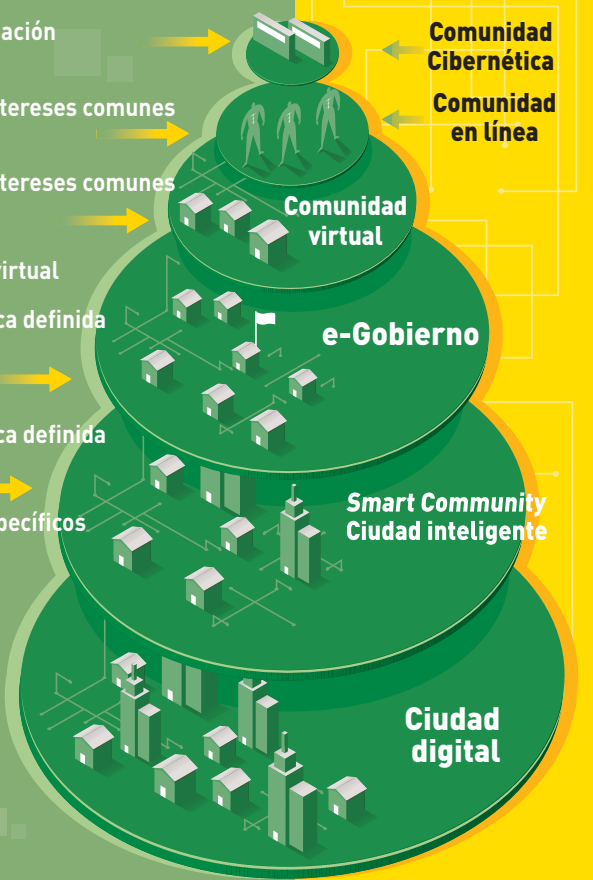 ación
Comunidad
Cibernética
tereses comunes
Comunidad
en línea
tereses comunes
Comunidad
virtual
virtual
ca definida
e-Gobierno
ca definida
Smart Community
Ciudad inteligente
pecíficos
Ciudad
digital